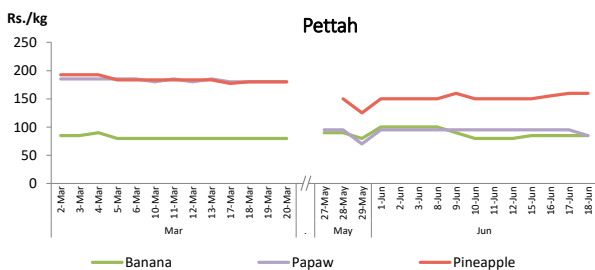 Rs./kg
Pettah
250
200
150
100
50
0
2-Mar 3-Mar 4-Mar 5-Mar 6-Mar 10-Mar 11-Mar 12-Mar 13-Mar 17-Mar 18-Mar 19-Mar 20-Mar // 27-May 28-May 29-May 1-Jun 2-Jun 3-Jun 8-Jun 9-Jun 10-Jun 11-Jun 12-Jun 15-Jun 16-Jun 17-Jun 18-Jun
Mar . May Jun
Banana Papaw Pineapple